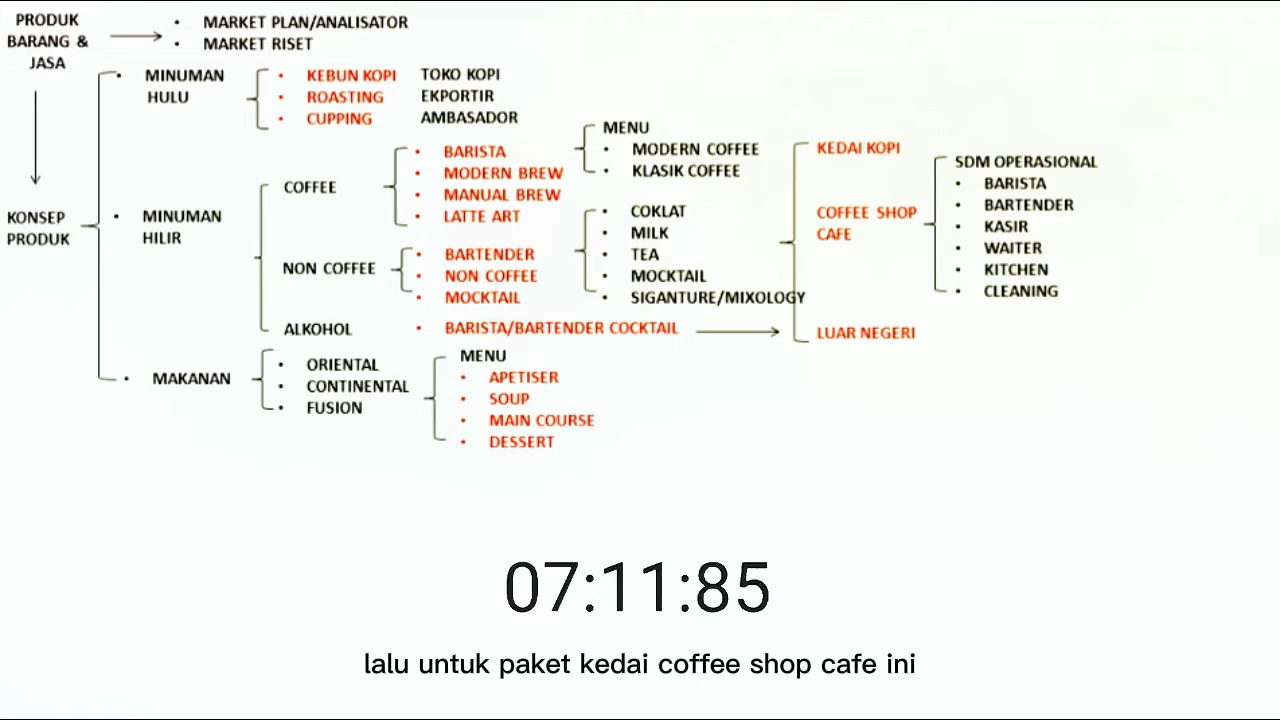 PRODUK
BARANG &
JASA
• MARKET PLAN/ANALISATOR
• MARKET RISET
KONSEP
PRODUK
• MINUMAN
HULU
• KEBUN KOPI
• ROASTING
• CUPPING
TOKO KOPI
EKPORTIR
AMBASADOR
• MINUMAN
HILIR
COFFEE
• BARISTA
• MODERN BREW
• MANUAL BREW
• LATTE ART
MENU
• MODERN COFFEE
• KLASIK COFFEE
NON COFFEE
• BARTENDER
• NON COFFEE
• MOCKTAIL
• COKLAT
• MILK
• TEA
• MOCKTAIL
• SIGANTURE/MIXOLOGY
ALKOHOL
• BARISTA/BARTENDER COCKTAIL
KEDAI KOPI
COFFEE SHOP
CAFE
LUAR NEGERI
SDM OPERASIONAL
• BARISTA
• BARTENDER
• KASIR
• WAITER
• KITCHEN
• CLEANING
• MAKANAN
• ORIENTAL
• CONTINENTAL
• FUSION
MENU
• APETISER
• SOUP
• MAIN COURSE
• DESSERT
07:11:85
lalu untuk paket kedai coffee shop cafe ini